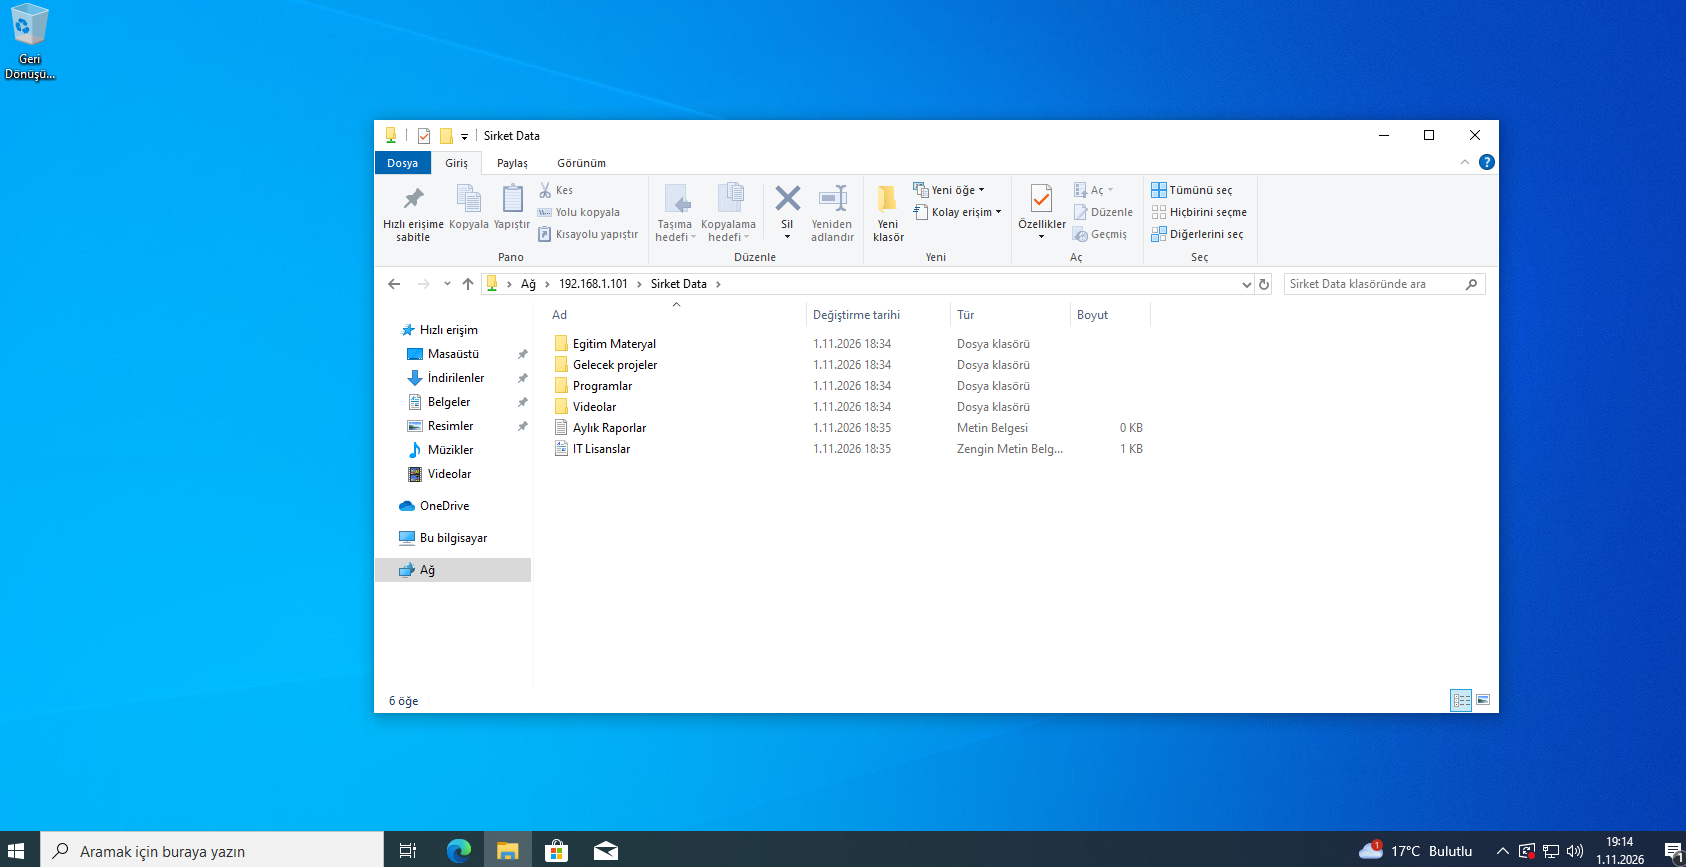 Geri
Dönüşü...
Sirket Data
Dosya
Giriş
Paylaş
Görünüm
Hızlı erişime
sabitle
Kopyala
Yapıştır
Kes
Yolu kopyala
Kısayolu yapıştır
Pano
Taşıma
hedefi
Kopyalama
hedefi
Sil
Yeniden
adlandır
Düzenle
Yeni
klasör
Yeni öğe
Kolay erişim
Yeni
Özellikler
Aç
Düzenle
Geçmiş
Aç
Tümünü seç
Hiçbirini seçme
Diğerlerini seç
Seç
Ağ
192.168.1.101
Sirket Data
Sirket Data klasöründe ara
Hızlı erişim
Masaüstü
İndirilenler
Belgeler
Resimler
Müzikler
Videolar
OneDrive
Bu bilgisayar
Ağ
Ad Değiştirme tarihi Tür Boyut
Egitim Materyal 1.11.2026 18:34 Dosya klasörü
Gelecek projeler 1.11.2026 18:34 Dosya klasörü
Programlar 1.11.2026 18:34 Dosya klasörü
Videolar 1.11.2026 18:34 Dosya klasörü
Aylık Raporlar 1.11.2026 18:35 Metin Belgesi 0 KB
IT Lisanslar 1.11.2026 18:35 Zengin Metin Belg... 1 KB
6 öğe
Aramak için buraya yazın
1
17°C Bulutlu
19:14
1.11.2026
1